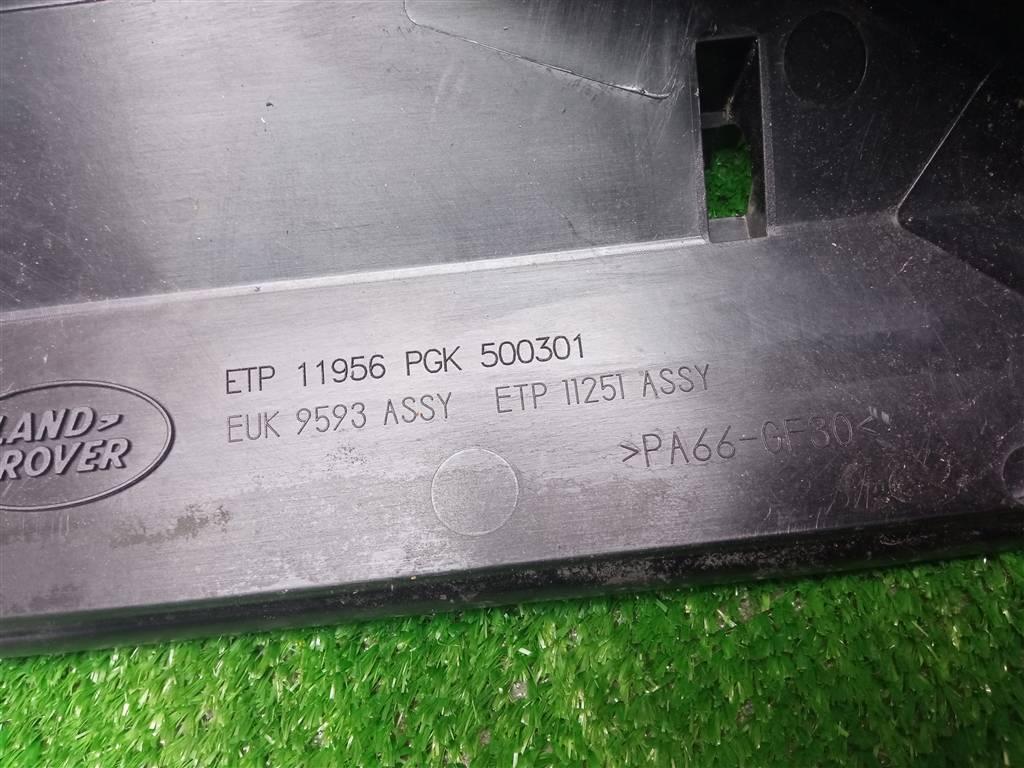 ETP 11956 PGK 500301
EUK 9593 ASSY ETP 11251 ASSY
LAND-
ROVER
>PA66-GF30<